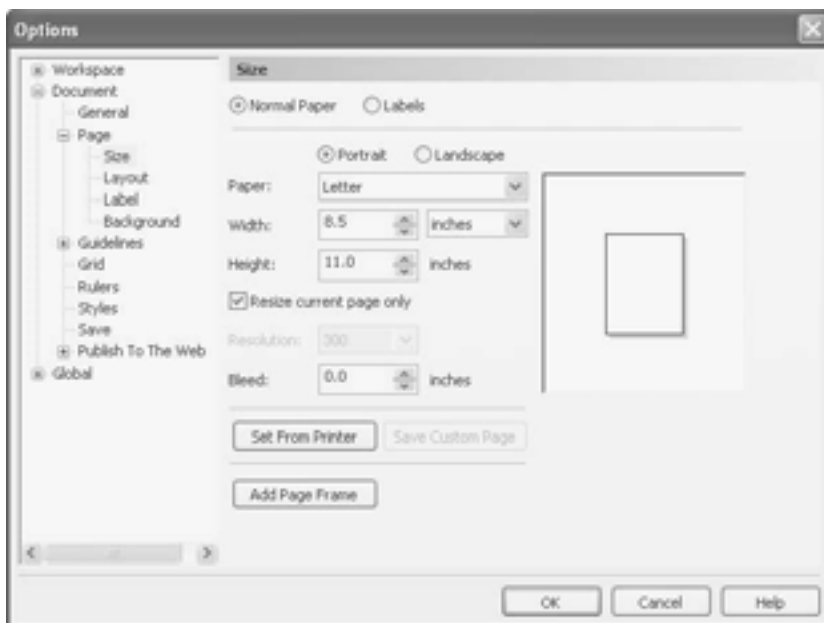 Options
Workspace
Document
General
Page
Size
Layout
Label
Background
Guidelines
Grid
Rulers
Styles
Save
Publish To The Web
Global
Size
Normal Paper Labels
Portrait Landscape
Paper: Letter
Width: 8.5 inches
Height: 11.0 inches
Resize current page only
Resolution: 300
Bleed: 0.0 inches
Set From Printer Save Custom Page
Add Page Frame
OK Cancel Help